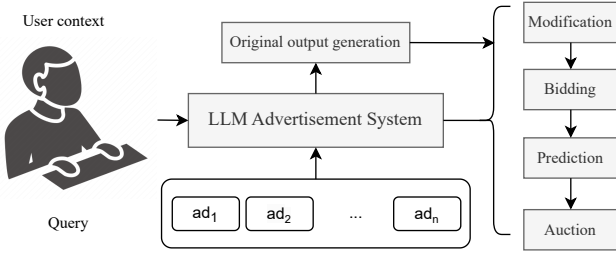 User context
Query
Original output generation
LLM Advertisement System
ad1 ad2 ... adn
Modification
Bidding
Prediction
Auction